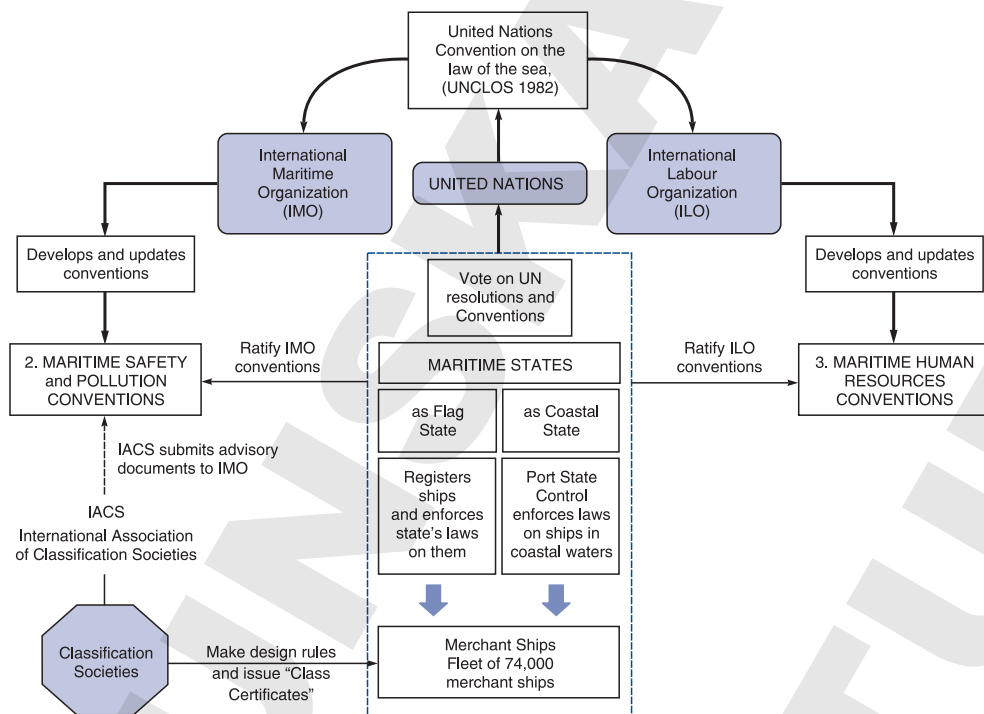 United Nations
Convention on the
law of the sea,
(UNCLOS 1982)
International
Maritime
Organization
(IMO)
UNITED NATIONS
International
Labour
Organization
(ILO)
Develops and updates
conventions
Vote on UN
resolutions and
Conventions
Develops and updates
conventions
2. MARITIME SAFETY
and POLLUTION
CONVENTIONS
Ratify IMO
conventions
MARITIME STATES
Ratify ILO
conventions
3. MARITIME HUMAN
RESOURCES
CONVENTIONS
as Flag
State
as Coastal
State
IACS submits advisory
documents to IMO
Registers
ships
and enforces
state’s laws
on them
Port State
Control
enforces laws
on ships in
coastal waters
IACS
International Association
of Classification Societies
Classification
Societies
Make design rules
and issue “Class
Certificates”
Merchant Ships
Fleet of 74,000
merchant ships